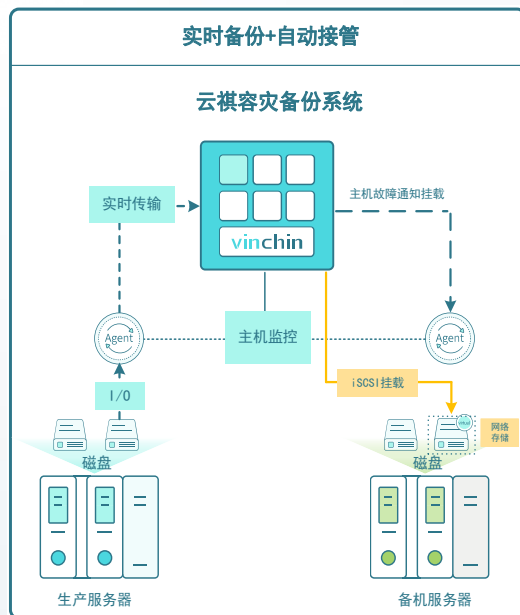 实时备份+自动接管
云祺容灾备份系统
实时传输
主机故障通知挂载
vinchin
Agent
主机监控
Agent
I/O
iSCSI挂载
virtual
网络
存储
磁盘
磁盘
生产服务器
备机服务器